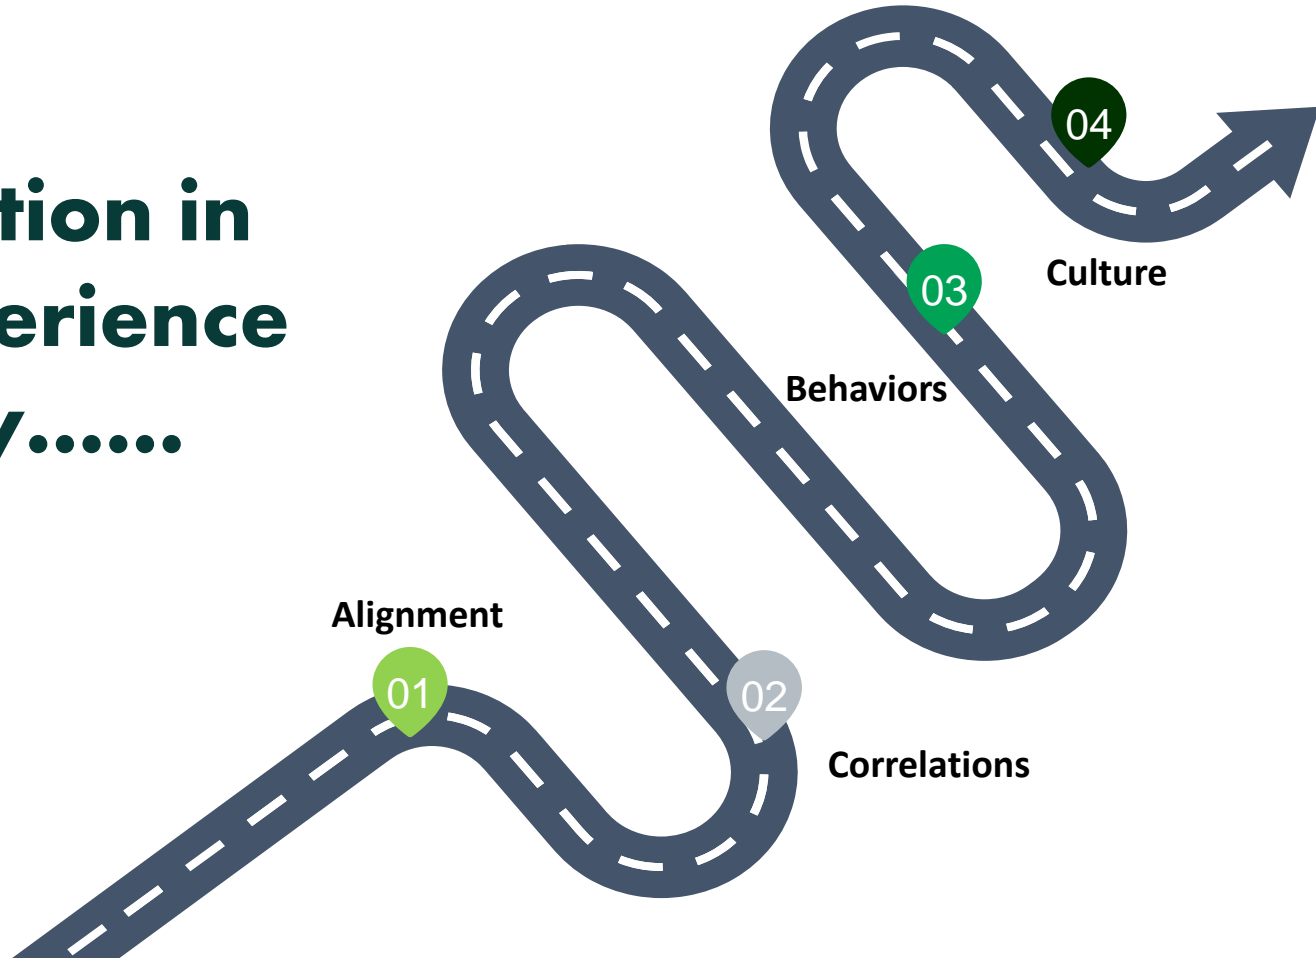 tion in
erience
y......
04
Culture
03
Behaviors
Alignment
01
02
Correlations